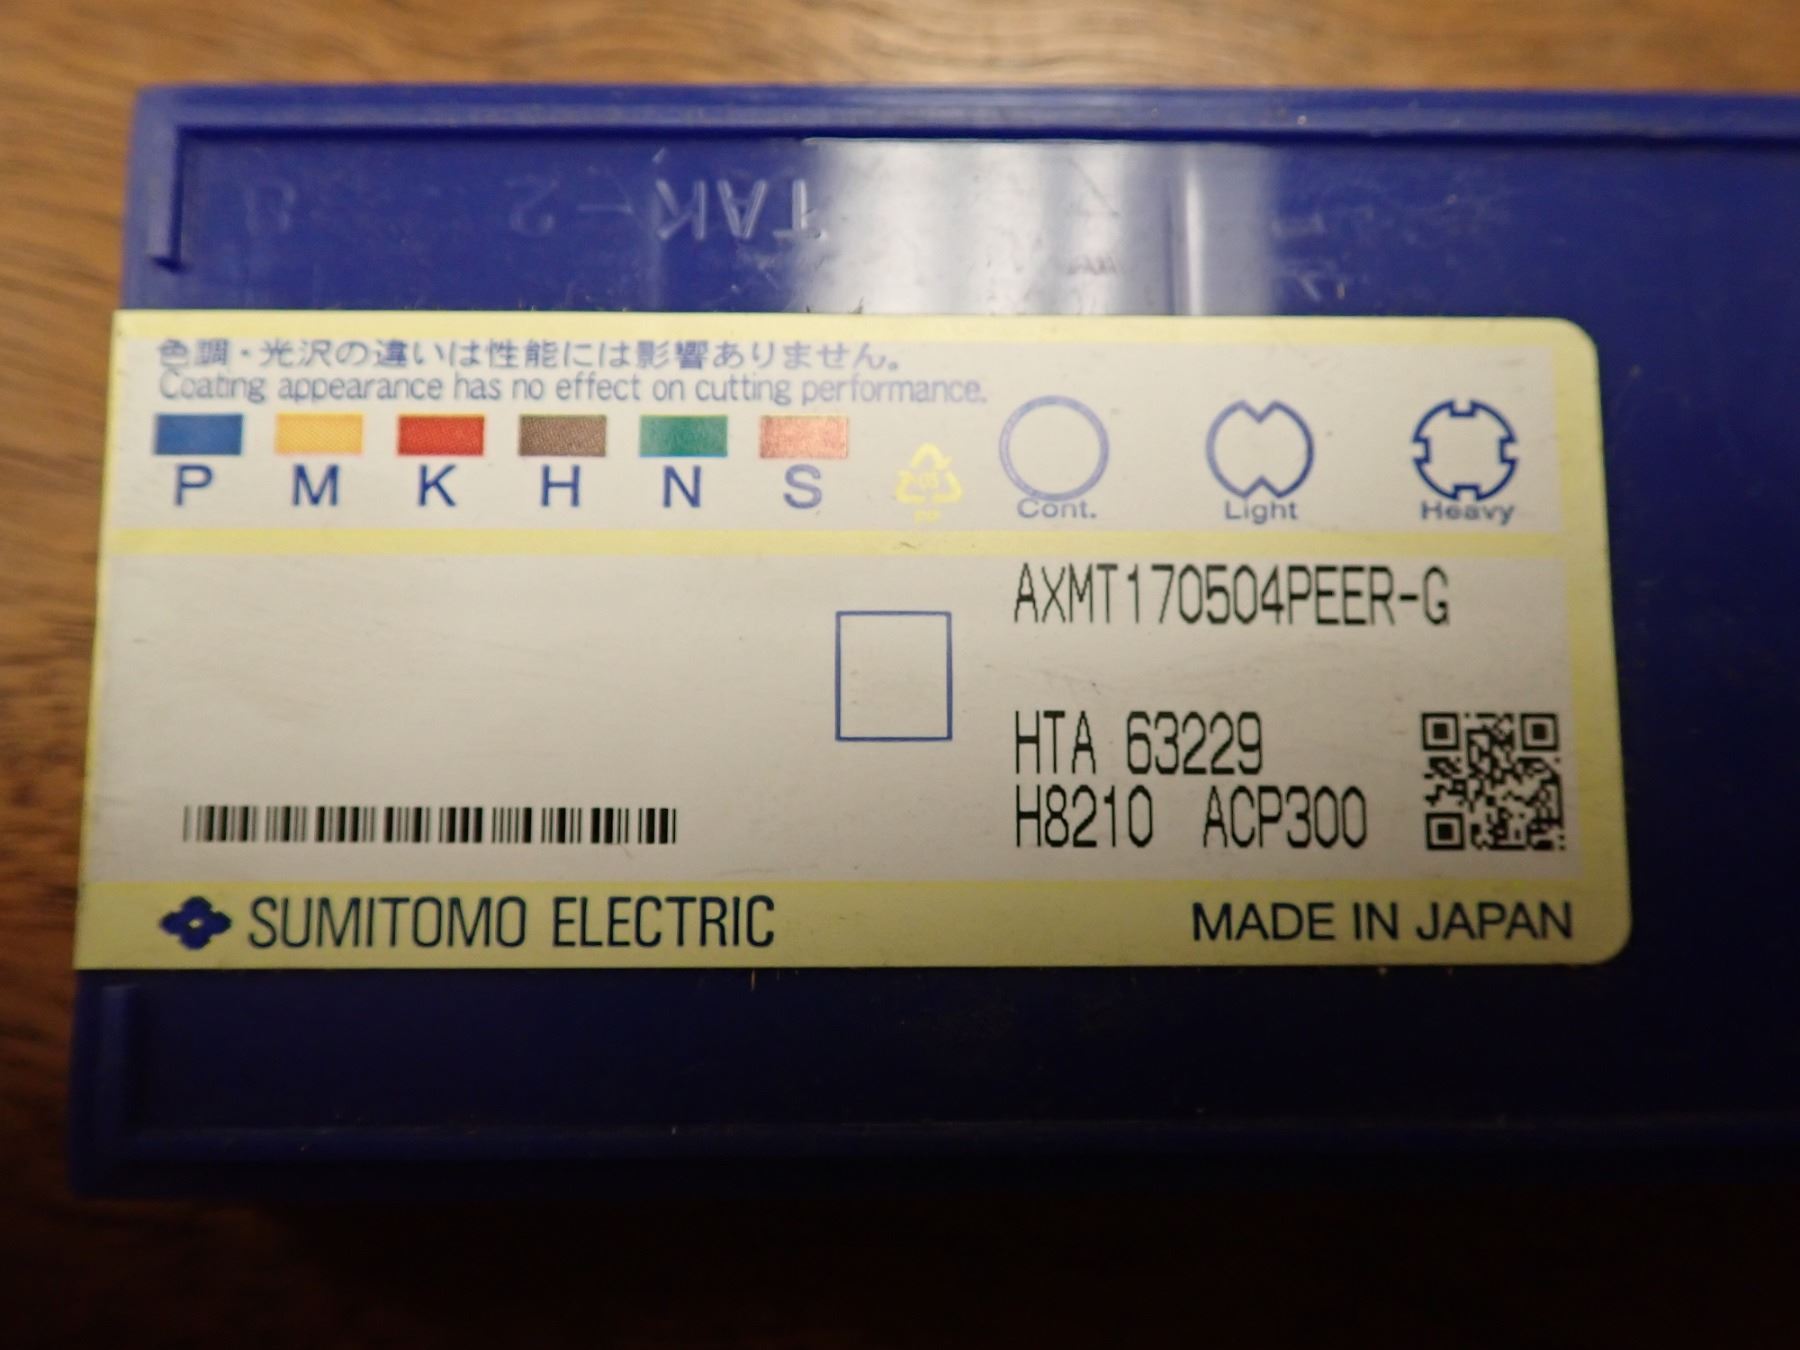 TAK-2
色調・光沢の違いは性能には影響ありません。
Coating appearance has no effect on cutting performance.
P M K H N S
Cont. Light Heavy
AXMT170504PEER-G
HTA 63229
H8210 ACP300
SUMITOMO ELECTRIC
MADE IN JAPAN